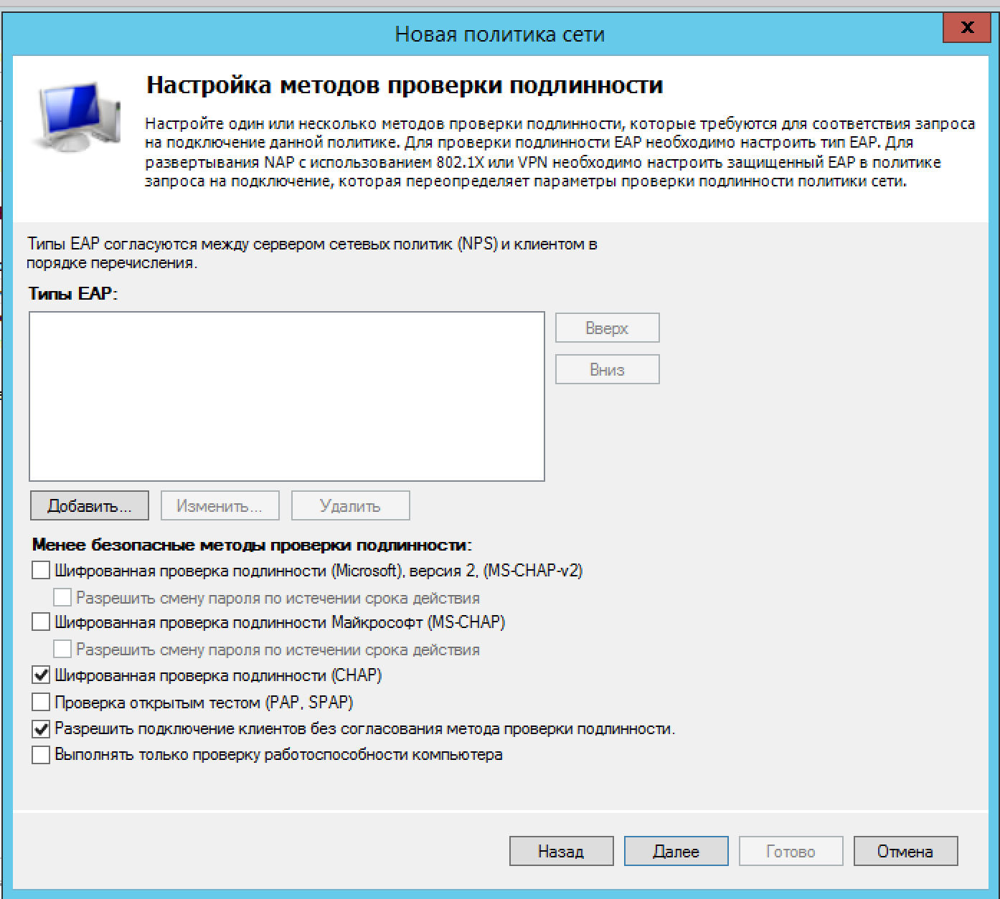 Новая политика сети
x
Настройка методов проверки подлинности
Настройте один или несколько методов проверки подлинности, которые требуются для соответствия запроса
на подключение данной политике. Для проверки подлинности EAP необходимо настроить тип EAP. Для
развертывания NAP с использованием 802.1X или VPN необходимо настроить защищенный EAP в политике
запроса на подключение, которая переопределяет параметры проверки подлинности политики сети.
Типы EAP согласуются между сервером сетевых политик (NPS) и клиентом в
порядке перечисления.
Типы EAP:
Вверх
Вниз
Добавить... Изменить... Удалить
Менее безопасные методы проверки подлинности:
Шифрованная проверка подлинности (Microsoft), версия 2, (MS-CHAP-v2)
Разрешить смену пароля по истечении срока действия
Шифрованная проверка подлинности Майкрософт (MS-CHAP)
Разрешить смену пароля по истечении срока действия
Шифрованная проверка подлинности (CHAP)
Проверка открытым тестом (PAP, SPAP)
Разрешить подключение клиентов без согласования метода проверки подлинности.
Выполнять только проверку работоспособности компьютера
Назад Далее Готово Отмена